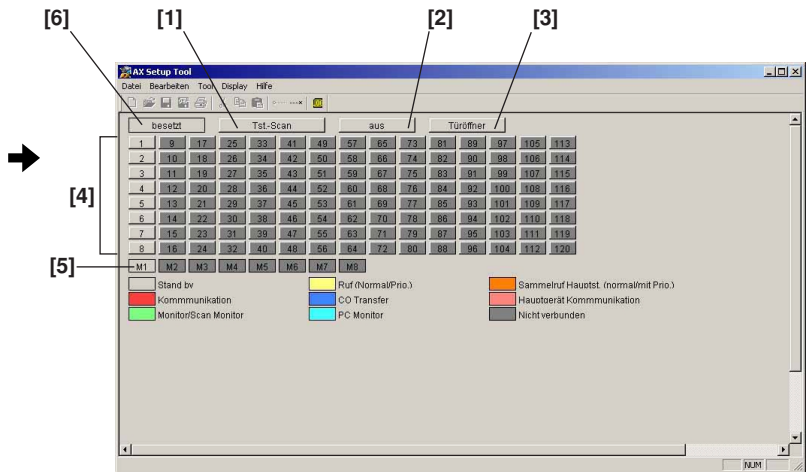 [6] [1] [2] [3]
AX Setup Tool
Datei Bearbeiten Tool Display Hilfe
besetzt Tst.-Scan aus Türöffner
1 9 17 25 33 41 49 57 65 73 81 89 97 105 113
2 10 18 26 34 42 50 58 66 74 82 90 98 106 114
3 11 19 27 35 43 51 59 67 75 83 91 99 107 115
[4]
4 12 20 28 36 44 52 60 68 76 84 92 100 108 116
5 13 21 29 37 45 53 61 69 77 85 93 101 109 117
6 14 22 30 38 46 54 62 70 78 86 94 102 110 118
7 15 23 31 39 47 55 63 71 79 87 95 103 111 119
8 16 24 32 40 48 56 64 72 80 88 96 104 112 120
[5] M1 M2 M3 M4 M5 M6 M7 M8
Stand by Ruf (Normal/Prio.) Sammelruf Hauptst. (normal/mit Prio.)
Kommmunikation CO Transfer Hauptgerät Kommmunikation
Monitor/Scan Monitor PC Monitor Nicht verbunden
NUM